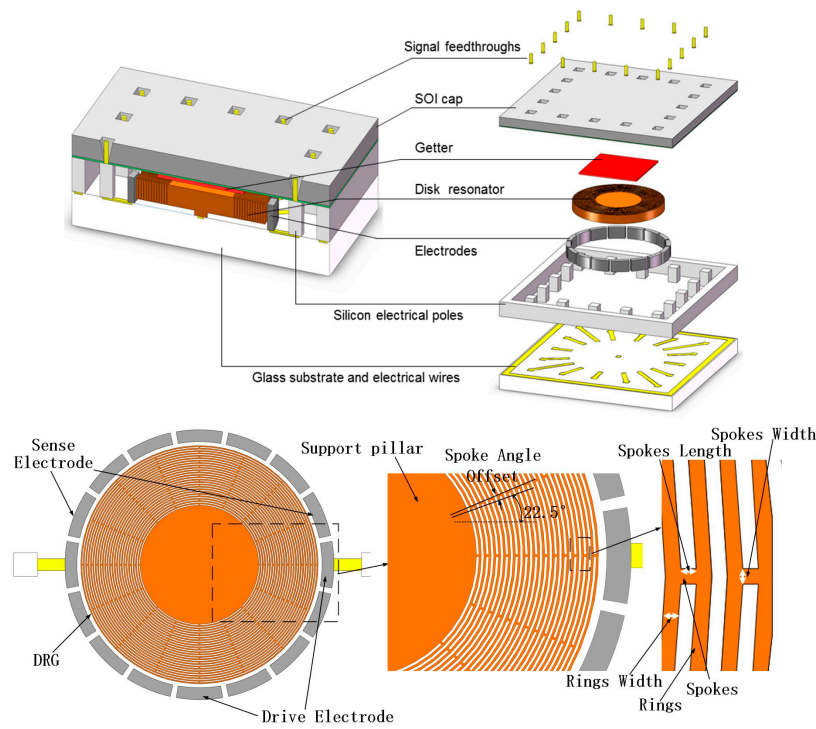 Signal feedthroughs
SOI cap
Getter
Disk resonator
Electrodes
Silicon electrical poles
Glass substrate and electrical wires
Sense
Electrode
DRG
Drive Electrode
Support pillar
Spoke Angle
Offset
22.5°
Spokes Width
Spokes Length
Rings Width
Rings
Spokes